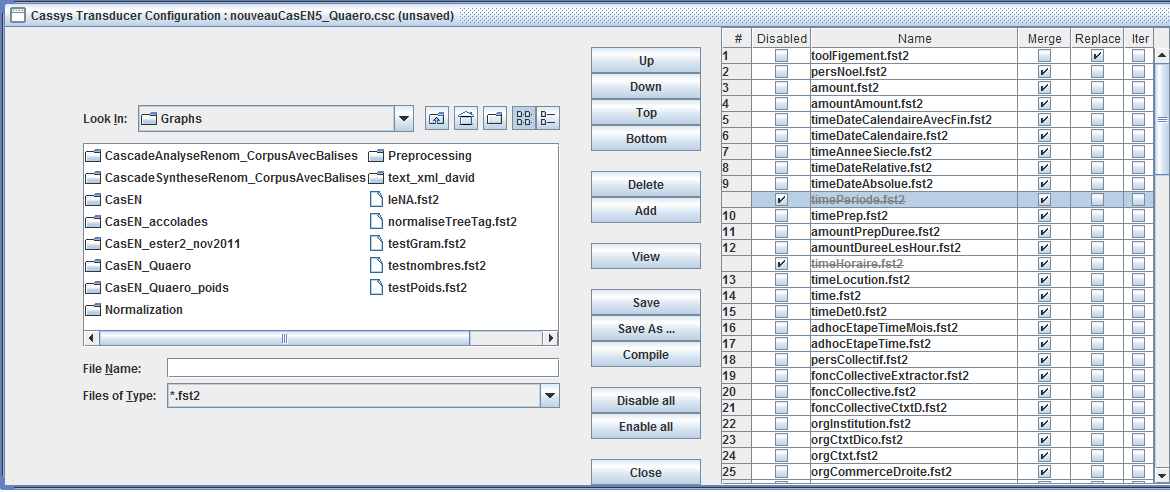 Cassys Transducer Configuration : nouveauCasEN5_Quaero.csc (unsaved)
Look In: Graphs
CascadeAnalyseRenom_CorpusAvecBalises Preprocessing
CascadeSyntheseRenom_CorpusAvecBalises text_xml_david
CasEN leNA.fst2
CasEN_accolades normaliseTreeTag.fst2
CasEN_ester2_nov2011 testGram.fst2
CasEN_Quaero testnombres.fst2
CasEN_Quaero_poids testPoids.fst2
Normalization
File Name:
Files of Type: *.fst2
Up
Down
Top
Bottom
Delete
Add
View
Save
Save As ...
Compile
Disable all
Enable all
Close
# Disabled Name Merge Replace Iter
1 toolFigement.fst2
2 persNoel.fst2
3 amount.fst2
4 amountAmount.fst2
5 timeDateCalendaireAvecFin.fst2
6 timeDateCalendaire.fst2
7 timeAnneeSiecle.fst2
8 timeDateRelative.fst2
9 timeDateAbsolue.fst2
timePeriode.fst2
10 timePrep.fst2
11 amountPrepDuree.fst2
12 amountDureeLesHour.fst2
timeHoraire.fst2
13 timeLocution.fst2
14 time.fst2
15 timeDet0.fst2
16 adhocEtapeTimeMois.fst2
17 adhocEtapeTime.fst2
18 persCollectif.fst2
19 foncCollectiveExtractor.fst2
20 foncCollective.fst2
21 foncCollectiveCtxtD.fst2
22 orgInstitution.fst2
23 orgCtxtDico.fst2
24 orgCtxt.fst2
25 orgCommerceDroite.fst2